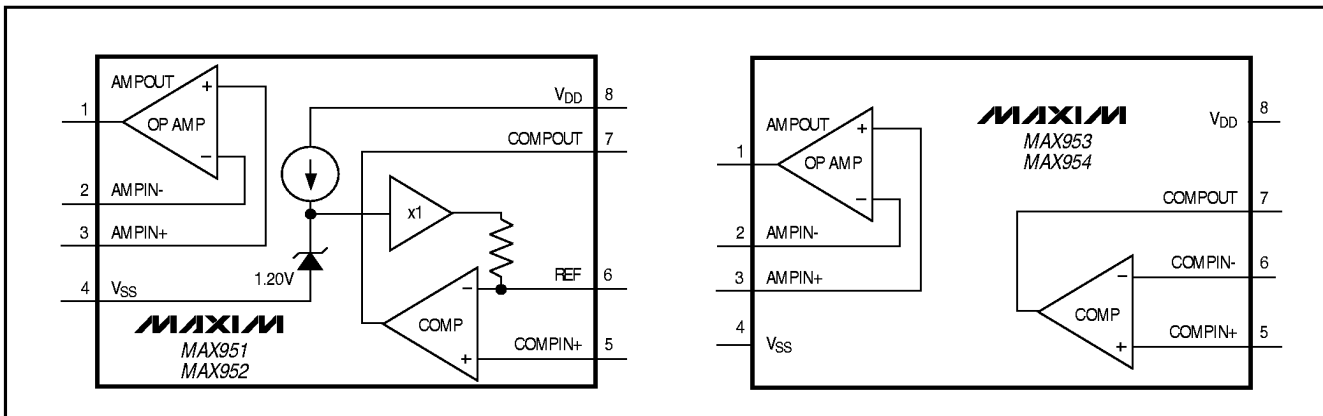 AMPOUT
+
1
OP AMP
−
2 AMPIN-
3 AMPIN+
4 VSS
1.20V
VDD 8
COMPOUT 7
x1
REF 6
−
COMP
+
COMPIN+ 5
MAXIM
MAX951
MAX952
AMPOUT
+
1
OP AMP
−
2 AMPIN-
3 AMPIN+
4 VSS
MAXIM
MAX953
MAX954
VDD 8
COMPOUT 7
COMPIN- 6
−
COMP
+
COMPIN+ 5